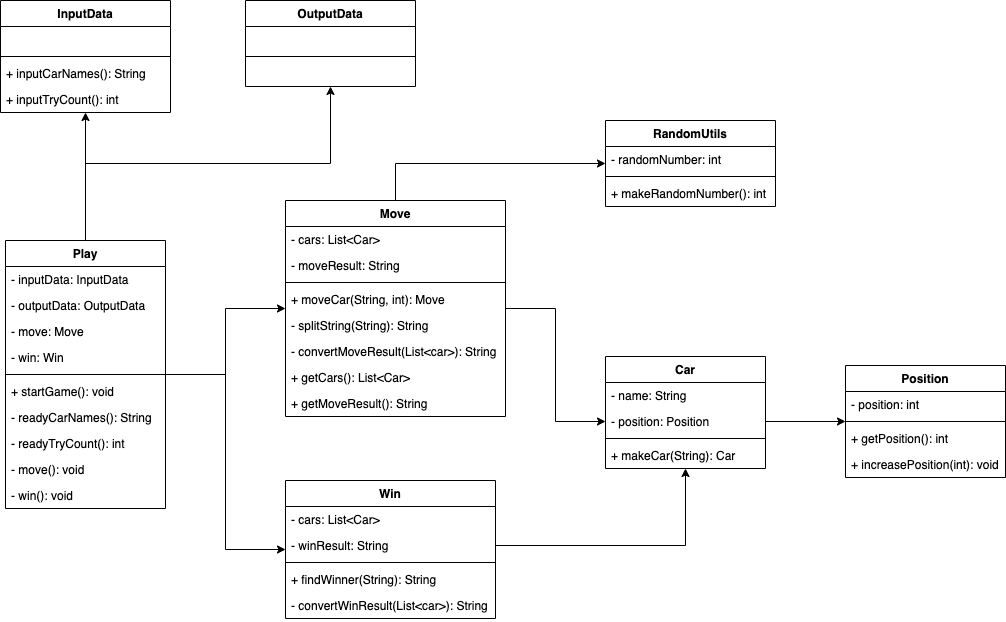 InputData
+ inputCarNames(): String
+ inputTryCount(): int
OutputData
RandomUtils
- randomNumber: int
+ makeRandomNumber(): int
Move
- cars: List<Car>
- moveResult: String
+ moveCar(String, int): Move
- splitString(String): String
- convertMoveResult(List<car>): String
+ getCars(): List<Car>
+ getMoveResult(): String
Play
- inputData: InputData
- outputData: OutputData
- move: Move
- win: Win
+ startGame(): void
- readyCarNames(): String
- readyTryCount(): int
- move(): void
- win(): void
Car
- name: String
- position: Position
+ makeCar(String): Car
Position
- position: int
+ getPosition(): int
+ increasePosition(int): void
Win
- cars: List<Car>
- winResult: String
+ findWinner(String): String
- convertWinResult(List<car>): String